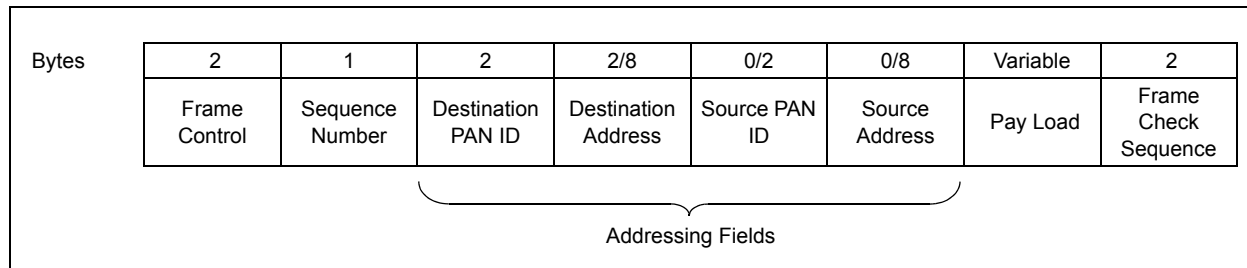 Bytes 2 1 2 2/8 0/2 0/8 Variable 2
Frame Control
Sequence Number
Destination PAN ID
Destination Address
Source PAN ID
Source Address
Pay Load
Frame Check Sequence
Addressing Fields